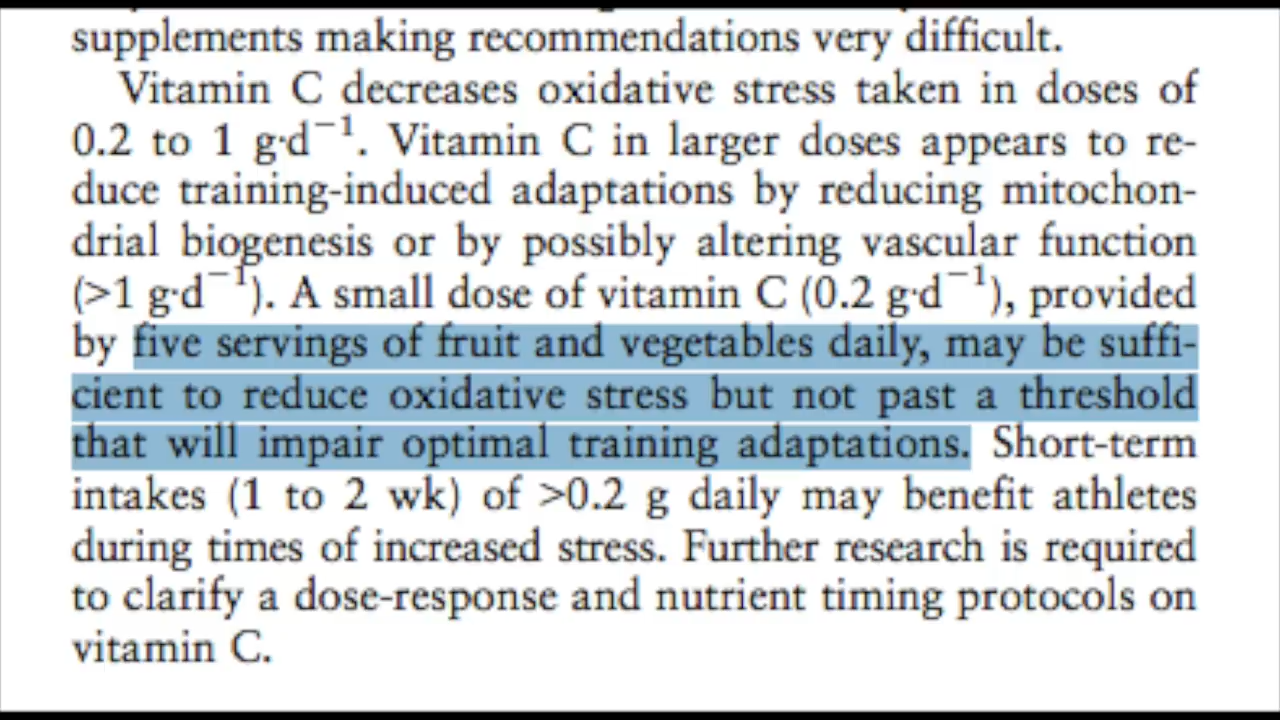 supplements making recommendations very difficult.
Vitamin C decreases oxidative stress taken in doses of
0.2 to 1 g·d⁻¹. Vitamin C in larger doses appears to re-
duce training-induced adaptations by reducing mitochon-
drial biogenesis or by possibly altering vascular function
(>1 g·d⁻¹). A small dose of vitamin C (0.2 g·d⁻¹), provided
by five servings of fruit and vegetables daily, may be suffi-
cient to reduce oxidative stress but not past a threshold
that will impair optimal training adaptations. Short-term
intakes (1 to 2 wk) of >0.2 g daily may benefit athletes
during times of increased stress. Further research is required
to clarify a dose-response and nutrient timing protocols on
vitamin C.